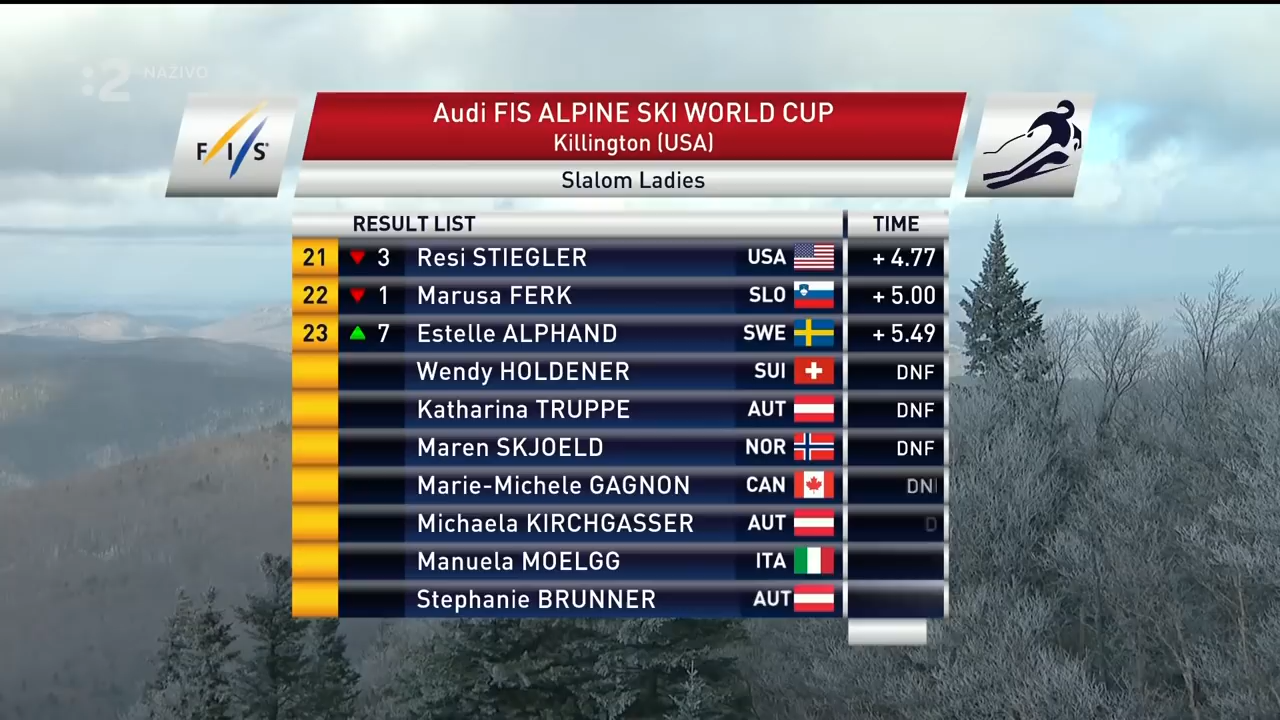 :2 NAŽIVO
FIS
Audi FIS ALPINE SKI WORLD CUP
Killington (USA)
Slalom Ladies
RESULT LIST TIME
21 3 Resi STIEGLER USA + 4.77
22 1 Marusa FERK SLO + 5.00
23 7 Estelle ALPHAND SWE + 5.49
Wendy HOLDENER SUI DNF
Katharina TRUPPE AUT DNF
Maren SKJOELD NOR DNF
Marie-Michele GAGNON CAN
Michaela KIRCHGASSER AUT
Manuela MOELGG ITA
Stephanie BRUNNER AUT